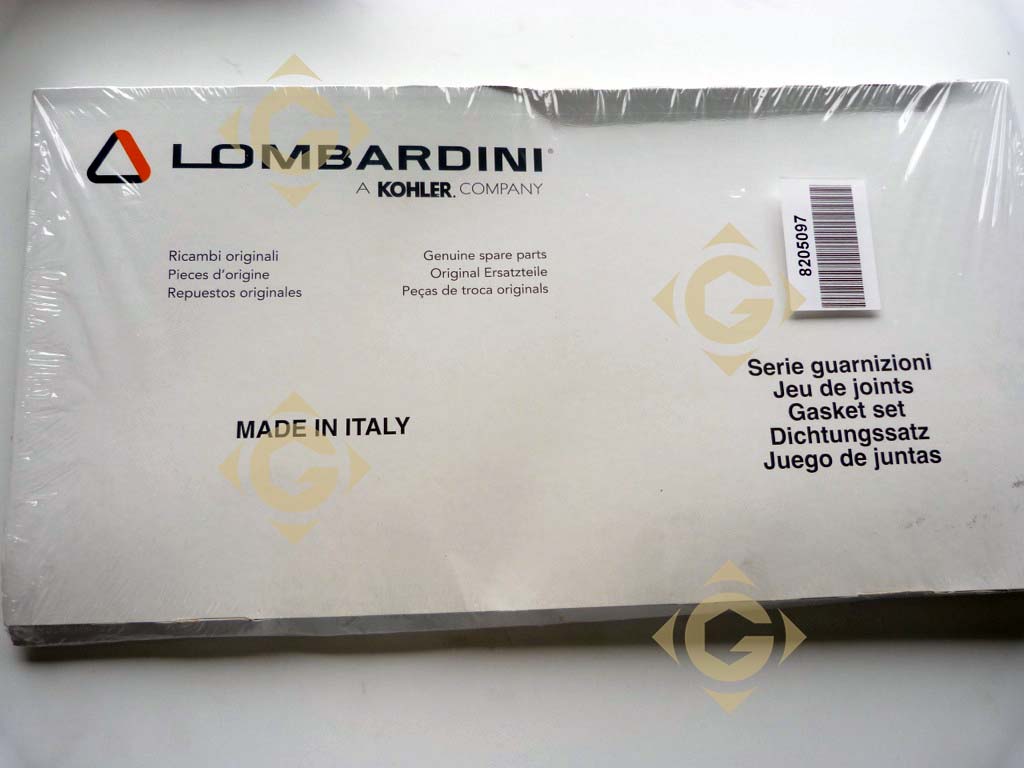 LOMBARDINI®
A KOHLER. COMPANY
Ricambi originali
Pieces d'origine
Repuestos originales
Genuine spare parts
Original Ersatzteile
Peças de troca originals
8205097
MADE IN ITALY
Serie guarnizioni
Jeu de joints
Gasket set
Dichtungssatz
Juego de juntas
G
G
G
G